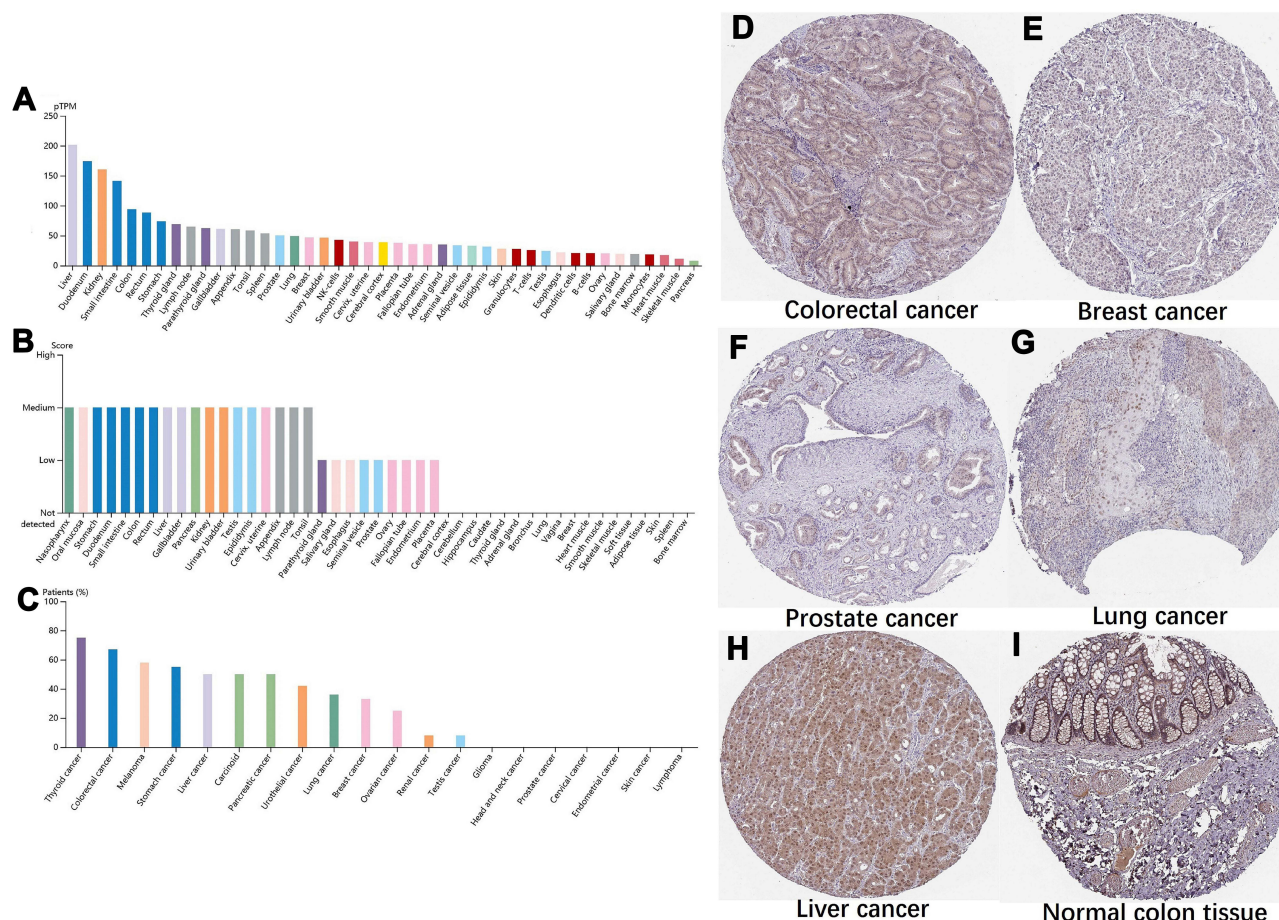 A
pTPM
250
200
150
100
50
0
Liver
Duodenum
Kidney
Small intestine
Colon
Rectum
Stomach
Thyroid gland
Lymph node
Parathyroid gland
Gallbladder
Appendix
Tonsil
Spleen
Prostate
Lung
Breast
Urinary bladder
NK-cells
Smooth muscle
Cervix, uterine
Cerebral cortex
Placenta
Fallopian tube
Endometrium
Adrenal gland
Seminal vesicle
Adipose tissue
Epididymis
Skin
Granulocytes
T-cells
Testis
Esophagus
Dendritic cells
B-cells
Ovary
Salivary gland
Bone marrow
Monocytes
Heart muscle
Skeletal muscle
Pancreas
B
Score
High
Medium
Low
Not
detected
Nasopharynx
Oral mucosa
Stomach
Duodenum
Small intestine
Colon
Rectum
Liver
Gallbladder
Pancreas
Kidney
Urinary bladder
Testis
Epididymis
Cervix, uterine
Appendix
Lymph node
Tosil
Parathyroid gland
Salivary gland
Esophagus
Seminal vesicle
Prostate
Ovary
Fallopian tube
Endometrium
Placenta
Cerebral cortex
Cerebellum
Hippocampus
Caudate
Thyroid gland
Adrenal gland
Bronchus
Lung
Vagina
Breast
Heart muscle
Smooth muscle
Skeletal muscle
Soft tissue
Adipose tissue
Skin
Spleen
Bone marrow
C
Patients (%)
100
80
60
40
20
0
Thyroid cancer
Colorectal cancer
Melanoma
Stomach cancer
Liver cancer
Carcinoid
Pancreatic cancer
Urothelial cancer
Lung cancer
Breast cancer
Ovarian cancer
Renal cancer
Testis cancer
Glioma
Head and neck cancer
Prostate cancer
Cervical cancer
Endometrial cancer
Skin cancer
Lymphoma
D
Colorectal cancer
E
Breast cancer
F
Prostate cancer
G
Lung cancer
H
Liver cancer
I
Normal colon tissue